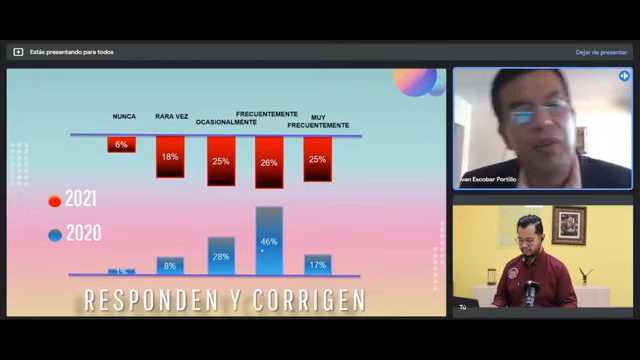 Estás presentando para todos
Dejar de presentar
NUNCA
RARA VEZ
OCASIONALMENTE
FRECUENTEMENTE
MUY
FRECUENTEMENTE
6%
18%
25%
26%
25%
2021
2020
1%
8%
28%
46%
17%
RESPONDEN Y CORRIGEN
van Escobar Portillo
Tú